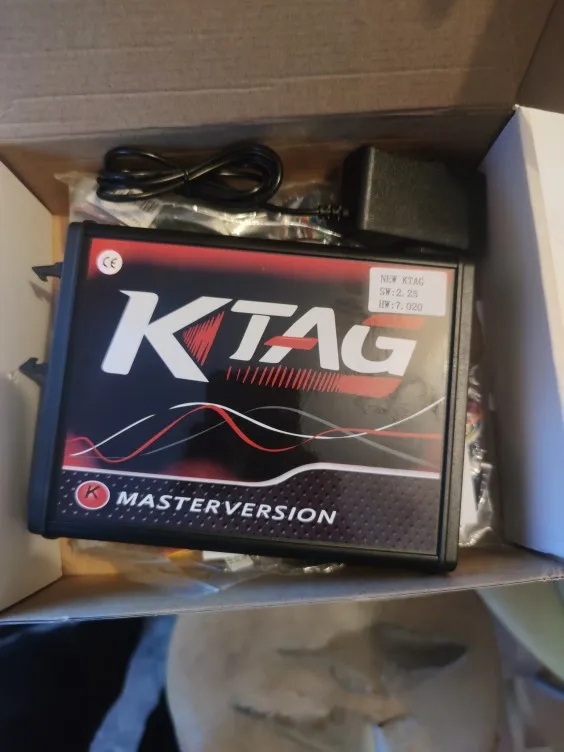 CE
NEW KTAG
SW:2.28
HW:7.020
KTAG
K
MASTERVERSION